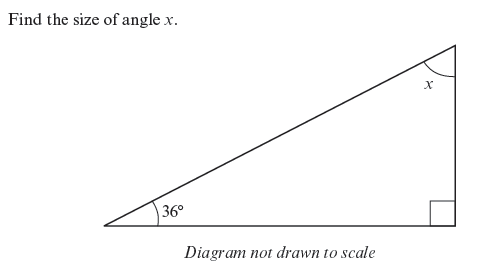 Find the size of angle x.
x
36°
Diagram not drawn to scale